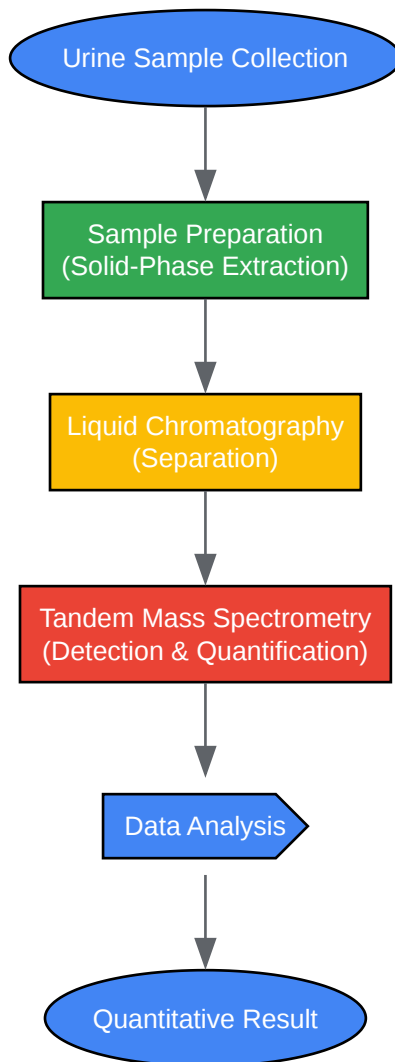 Urine Sample Collection
Sample Preparation
(Solid-Phase Extraction)
Liquid Chromatography
(Separation)
Tandem Mass Spectrometry
(Detection & Quantification)
Data Analysis
Quantitative Result